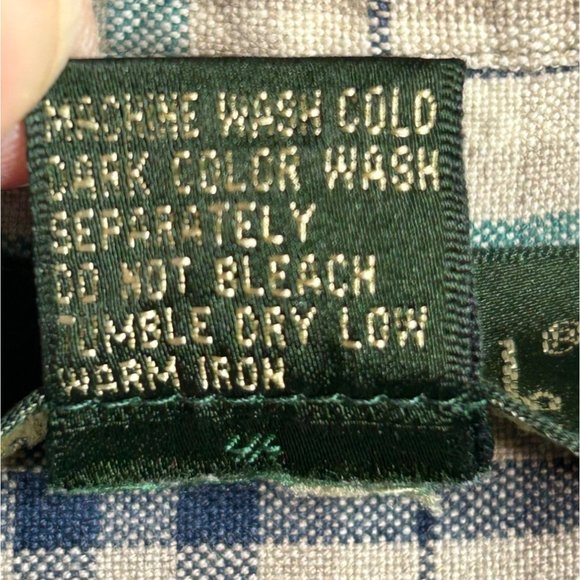 MACHINE WASH COLD
DARK COLOR WASH
SEPARATELY
DO NOT BLEACH
TUMBLE DRY LOW
WARM IRON
®